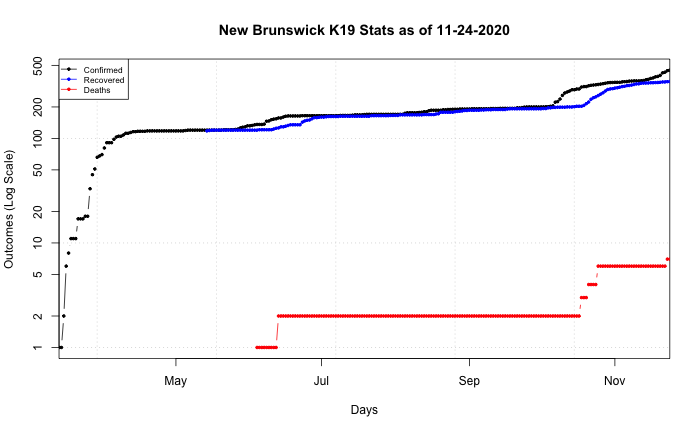 New Brunswick K19 Stats as of 11-24-2020
Confirmed
Recovered
Deaths
Outcomes (Log Scale)
500
200
100
50
20
10
5
2
1
May Jul Sep Nov
Days